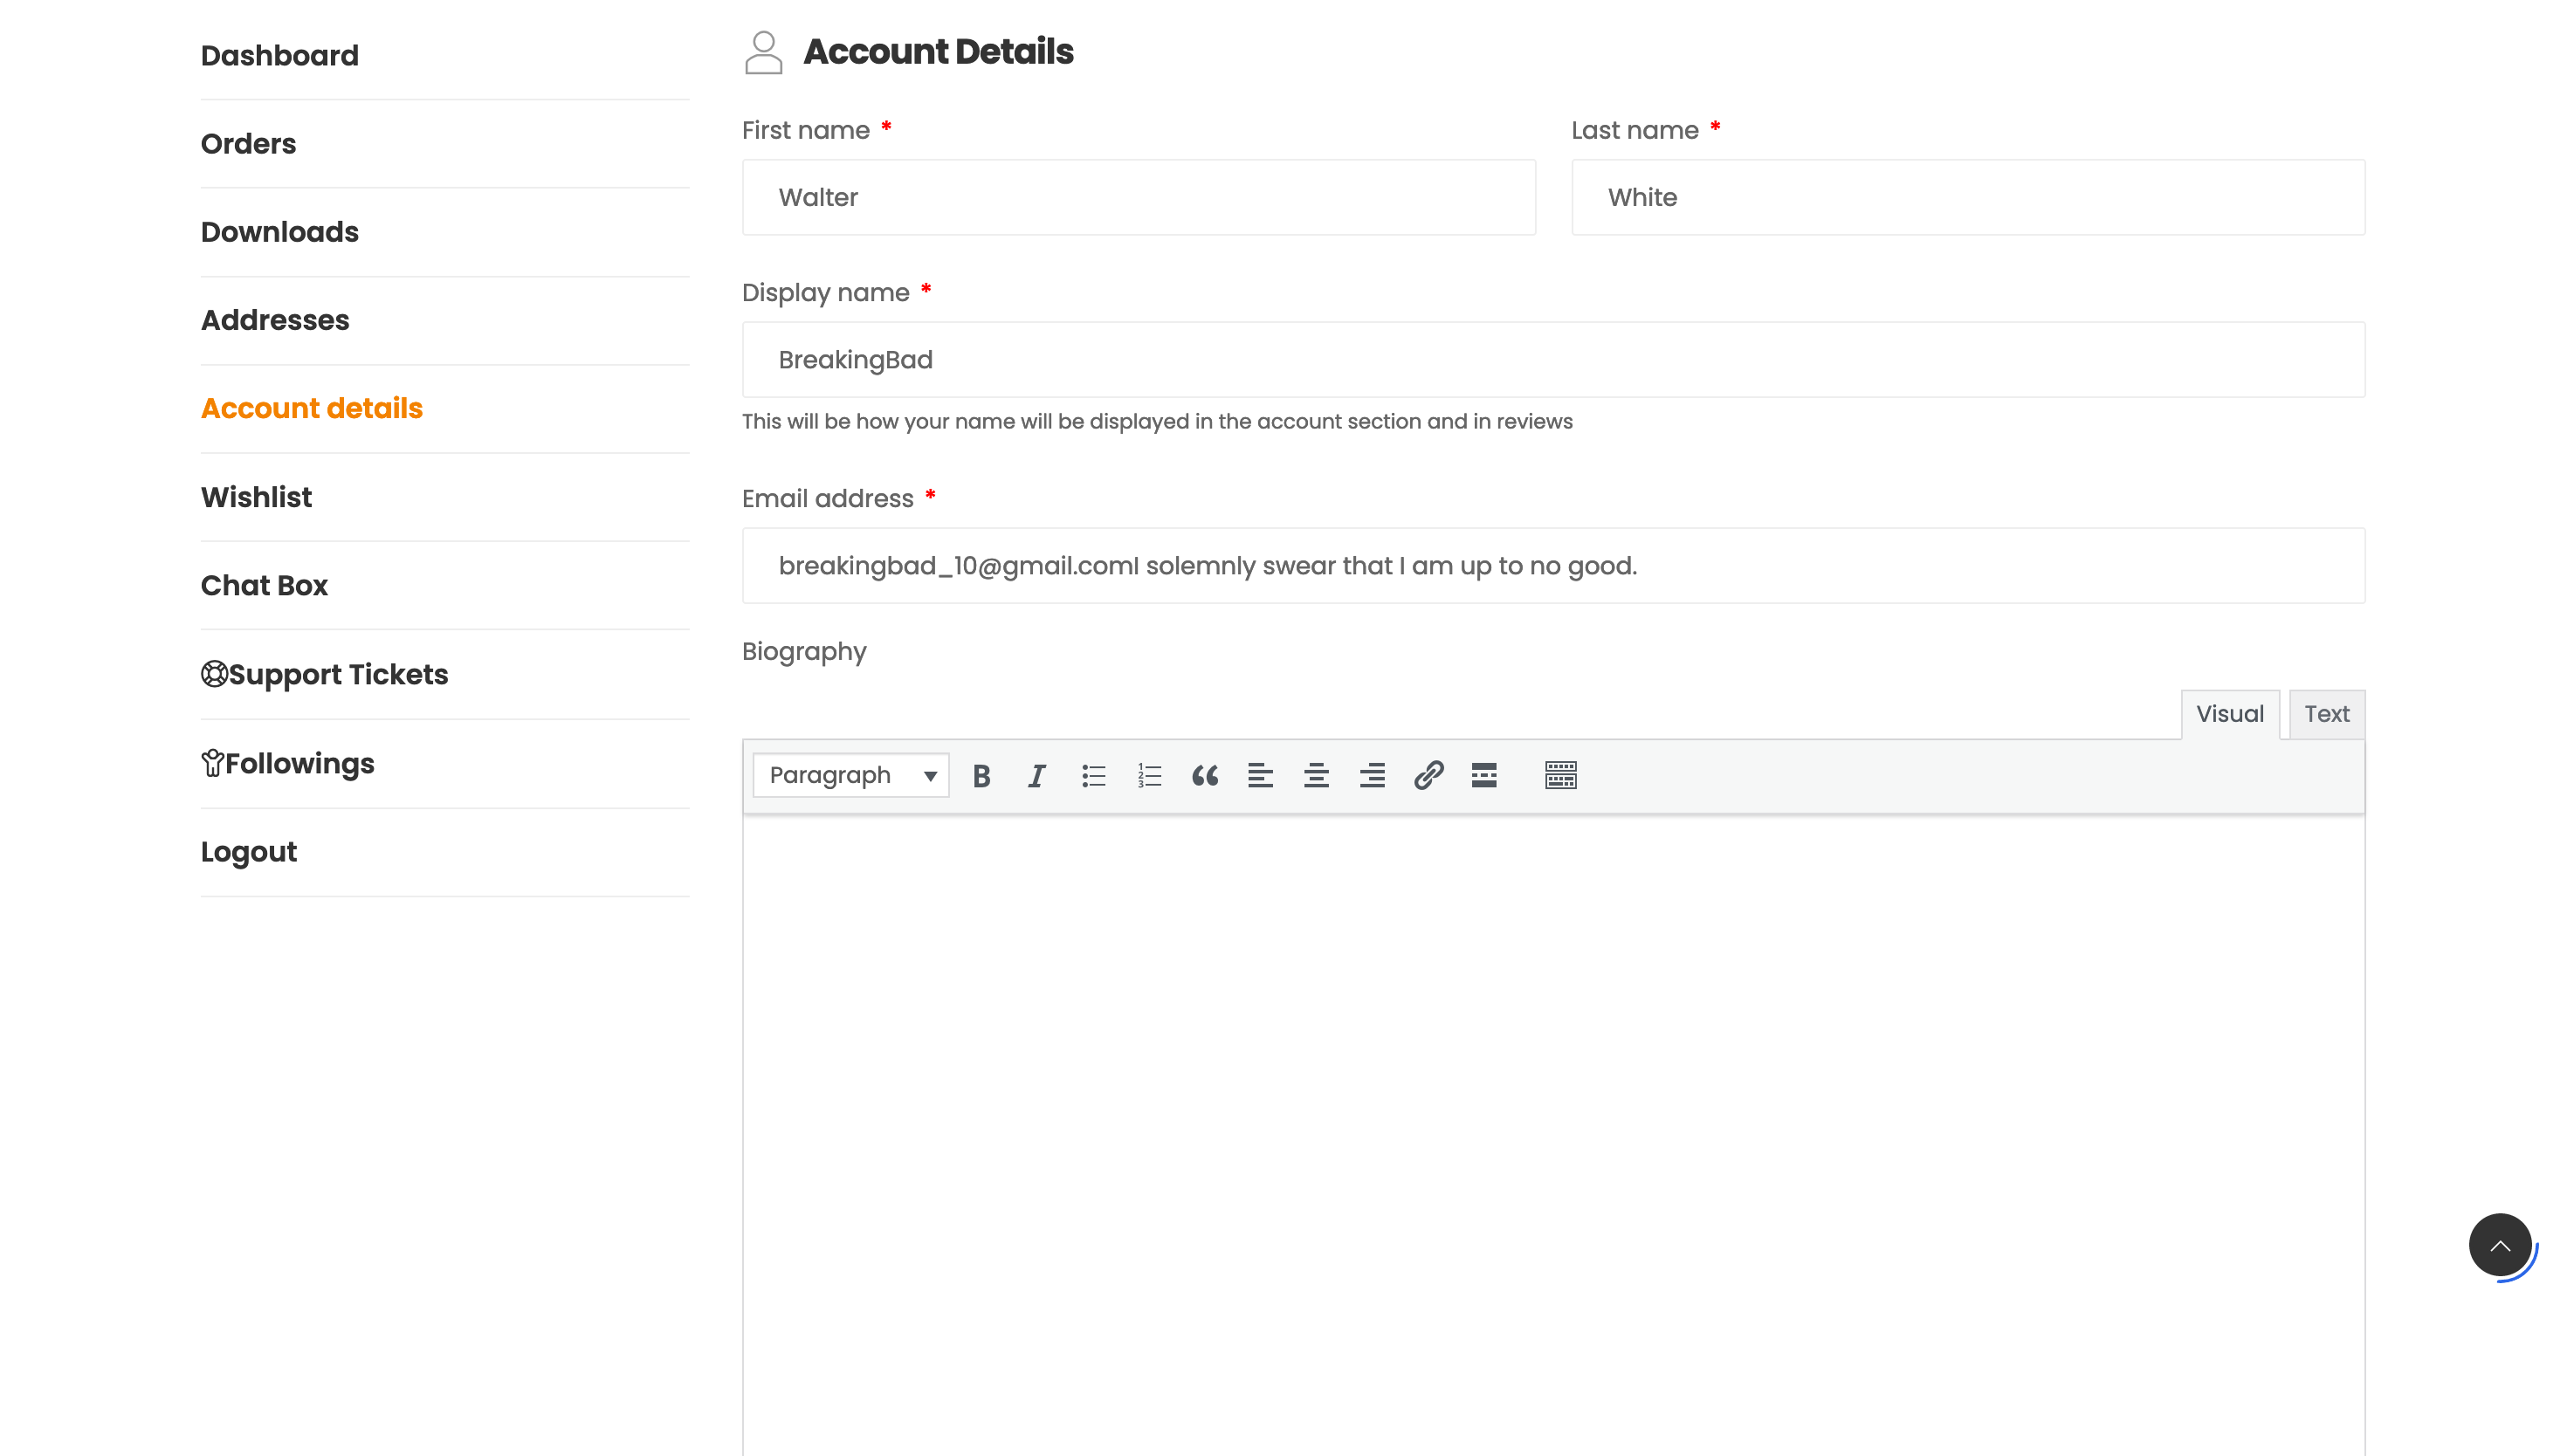 Dashboard
Orders
Downloads
Addresses
Account details
Wishlist
Chat Box
Support Tickets
Followings
Logout
Account Details
First name *
Last name *
Walter
White
Display name *
BreakingBad
This will be how your name will be displayed in the account section and in reviews
Email address *
breakingbad_10@gmail.comI solemnly swear that I am up to no good.
Biography
Visual
Text
Paragraph